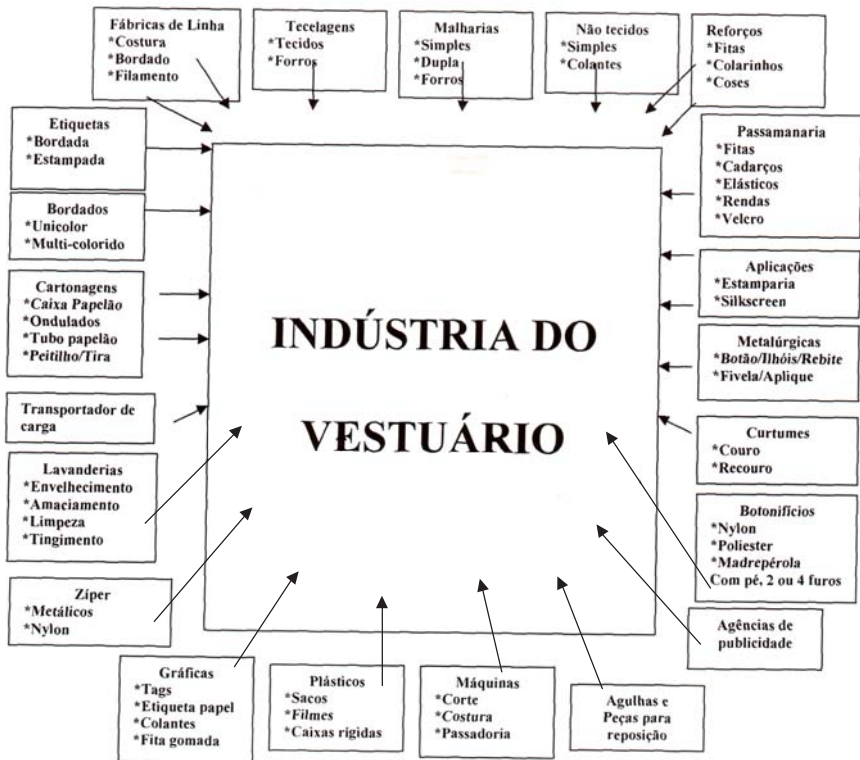 Fábricas de Linha
*Costura
*Bordado
*Filamento
Tecelagens
*Tecidos
*Forros
Malharias
*Simples
*Dupla
*Forros
Não tecidos
*Simples
*Colantes
Reforços
*Fitas
*Colarinhos
*Coses
Etiquetas
*Bordada
*Estampada
Passamanaria
*Fitas
*Cadarços
*Elásticos
*Rendas
*Velcro
Bordados
*Unicolor
*Multi-colorido
Aplicações
*Estamparia
*Silkscreen
Cartonagens
*Caixa Papelão
*Ondulados
*Tubo papelão
*Peitilho/Tira
INDÚSTRIA DO
VESTUÁRIO
Metalúrgicas
*Botão/Ilhóis/Rebite
*Fivela/Aplique
Transportador de
carga
Curtumes
*Couro
*Recouro
Lavanderias
*Envelhecimento
*Amaciamento
*Limpeza
*Tingimento
Botonifícios
*Nylon
*Poliester
*Madrepérola
Com pé, 2 ou 4 furos
Zíper
*Metálicos
*Nylon
Agências de
publicidade
Gráficas
*Tags
*Etiqueta papel
*Colantes
*Fita gomada
Plásticos
*Sacos
*Filmes
*Caixas rígidas
Máquinas
*Corte
*Costura
*Passadoria
Agulhas e
Peças para
reposição